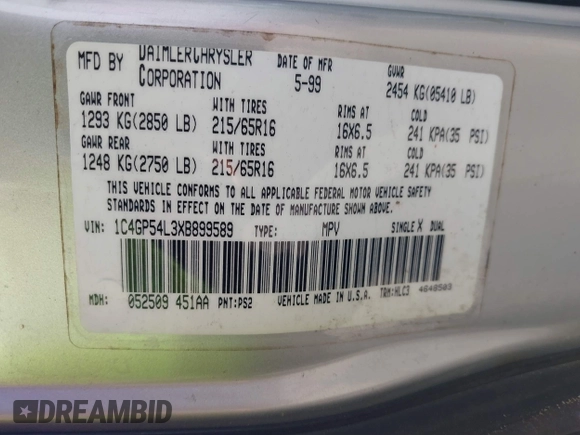 MFD BY DAIMLERCHRYSLER CORPORATION DATE OF MFR 5-99 GVWR 2454 KG(05410 LB)
GAWR FRONT WITH TIRES RIMS AT COLD
1293 KG(2850 LB) 215/65R16 16X6.5 241 KPA(35 PSI)
GAWR REAR WITH TIRES RIMS AT COLD
1248 KG(2750 LB) 215/65R16 16X6.5 241 KPA(35 PSI)
THIS VEHICLE CONFORMS TO ALL APPLICABLE FEDERAL MOTOR VEHICLE SAFETY
STANDARDS IN EFFECT ON THE DATE OF MANUFACTURE SHOWN ABOVE.
VIN: 1C4GP54L3XB899589 TYPE: MPV SINGLE X DUAL
MDH: 052509 451AA PNT:PS2 VEHICLE MADE IN U.S.A. TRM:HLC3 4648503
DREAMBID